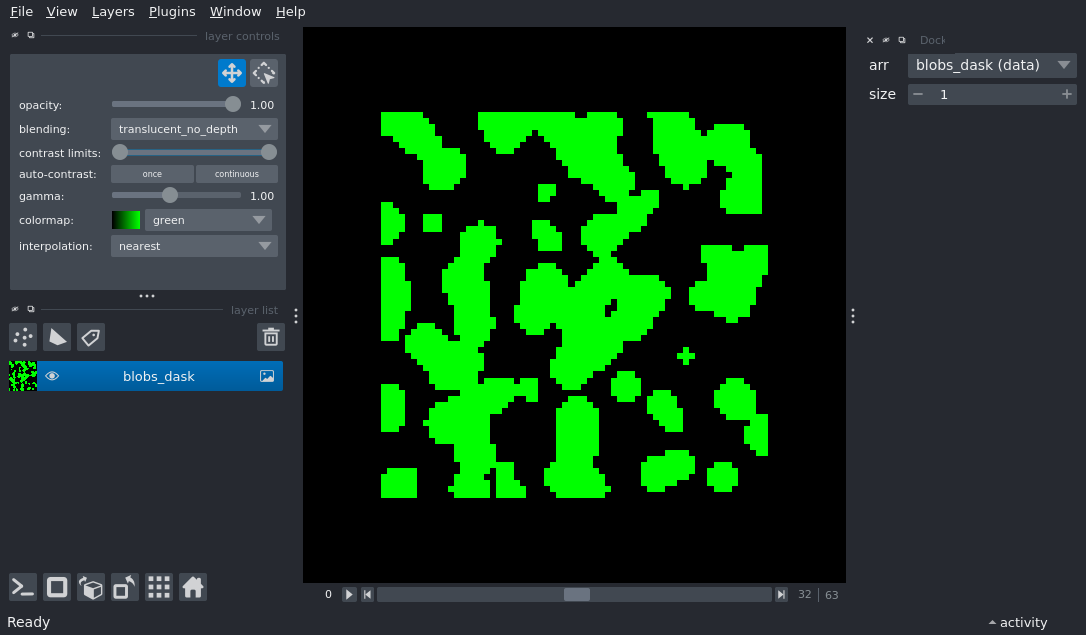 File View Layers Plugins Window Help
layer controls
opacity: 1.00
blending: translucent_no_depth
contrast limits:
auto-contrast: once continuous
gamma: 1.00
colormap: green
interpolation: nearest
layer list
blobs_dask
0 32 63
Dock
arr blobs_dask (data)
size 1
Ready
activity